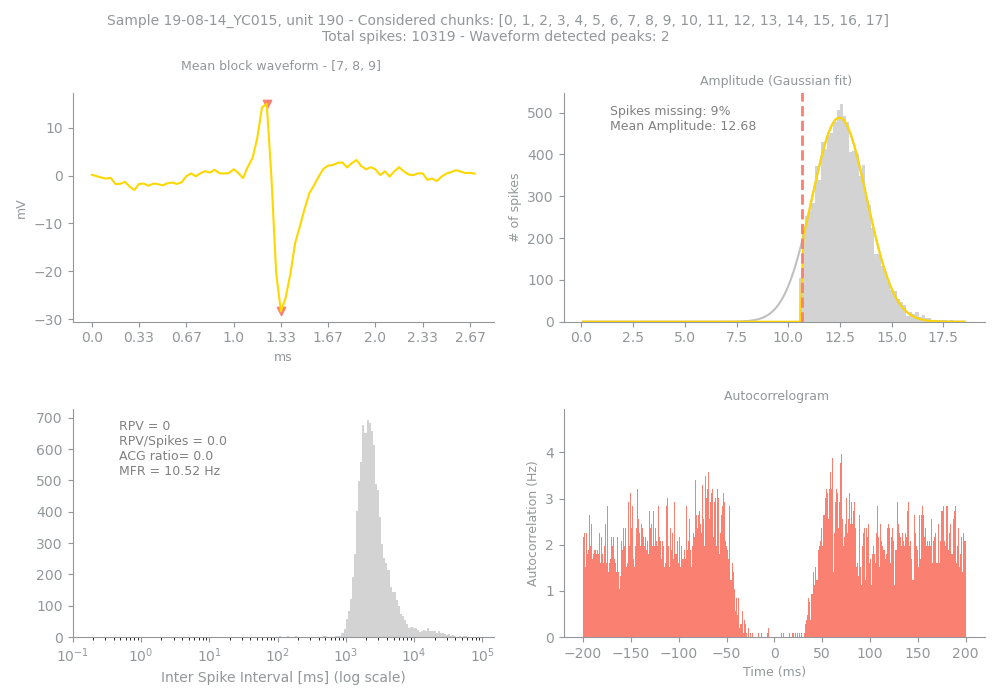 Sample 19-08-14_YC015, unit 190 - Considered chunks: [0, 1, 2, 3, 4, 5, 6, 7, 8, 9, 10, 11, 12, 13, 14, 15, 16, 17]
Total spikes: 10319 - Waveform detected peaks: 2
Mean block waveform - [7, 8, 9]
10
0
−10
−20
−30
mV
0.0 0.33 0.67 1.0 1.33 1.67 2.0 2.33 2.67
ms
Amplitude (Gaussian fit)
Spikes missing: 9%
Mean Amplitude: 12.68
500
400
300
200
100
0
# of spikes
0.0 2.5 5.0 7.5 10.0 12.5 15.0 17.5
RPV = 0
RPV/Spikes = 0.0
ACG ratio= 0.0
MFR = 10.52 Hz
700
600
500
400
300
200
100
0
10⁻¹ 10⁰ 10¹ 10² 10³ 10⁴ 10⁵
Inter Spike Interval [ms] (log scale)
Autocorrelogram
4
3
2
1
0
Autocorrelation (Hz)
−200 −150 −100 −50 0 50 100 150 200
Time (ms)